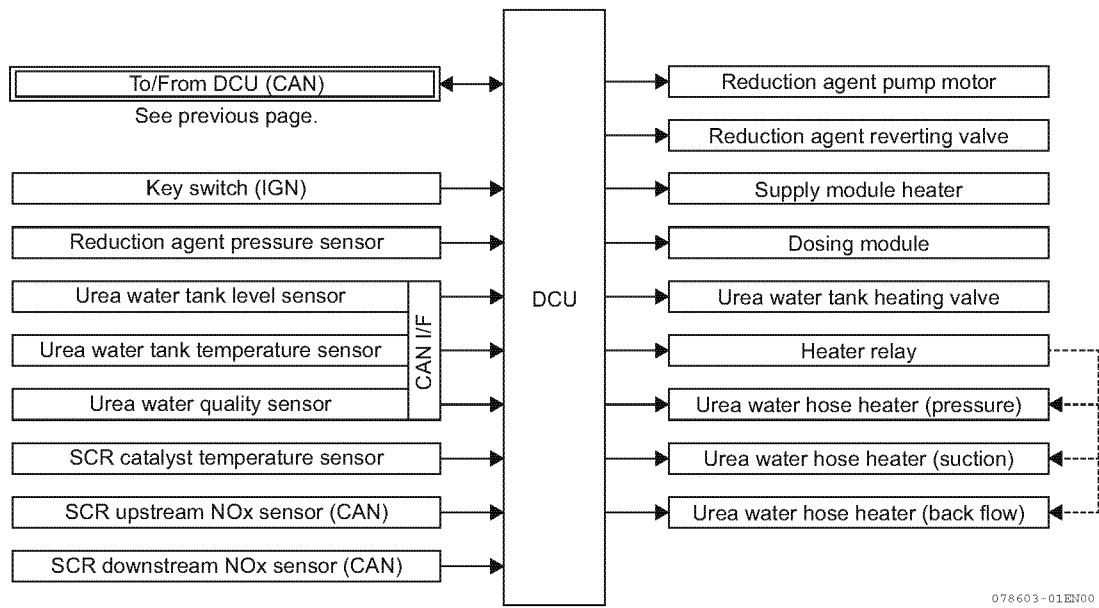 To/From DCU (CAN)
See previous page.
Key switch (IGN)
Reduction agent pressure sensor
Urea water tank level sensor
Urea water tank temperature sensor
Urea water quality sensor
CAN I/F
SCR catalyst temperature sensor
SCR upstream NOx sensor (CAN)
SCR downstream NOx sensor (CAN)
DCU
Reduction agent pump motor
Reduction agent reverting valve
Supply module heater
Dosing module
Urea water tank heating valve
Heater relay
Urea water hose heater (pressure)
Urea water hose heater (suction)
Urea water hose heater (back flow)
078603-01EN00